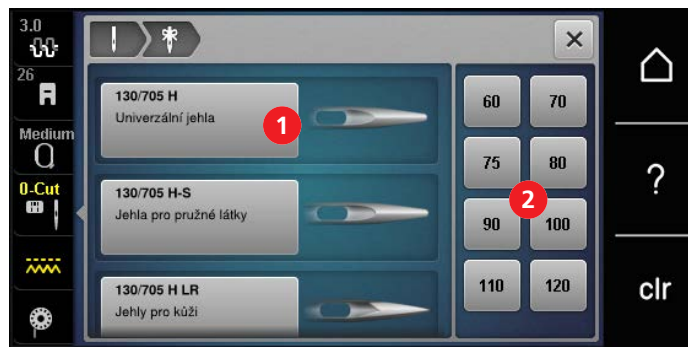 3.0
26
Medium
0-Cut
130/705 H
Univerzální jehla
1
130/705 H-S
Jehla pro pružné látky
130/705 H LR
Jehly pro kůži
60 70
75 80
2
90 100
110 120
?
clr